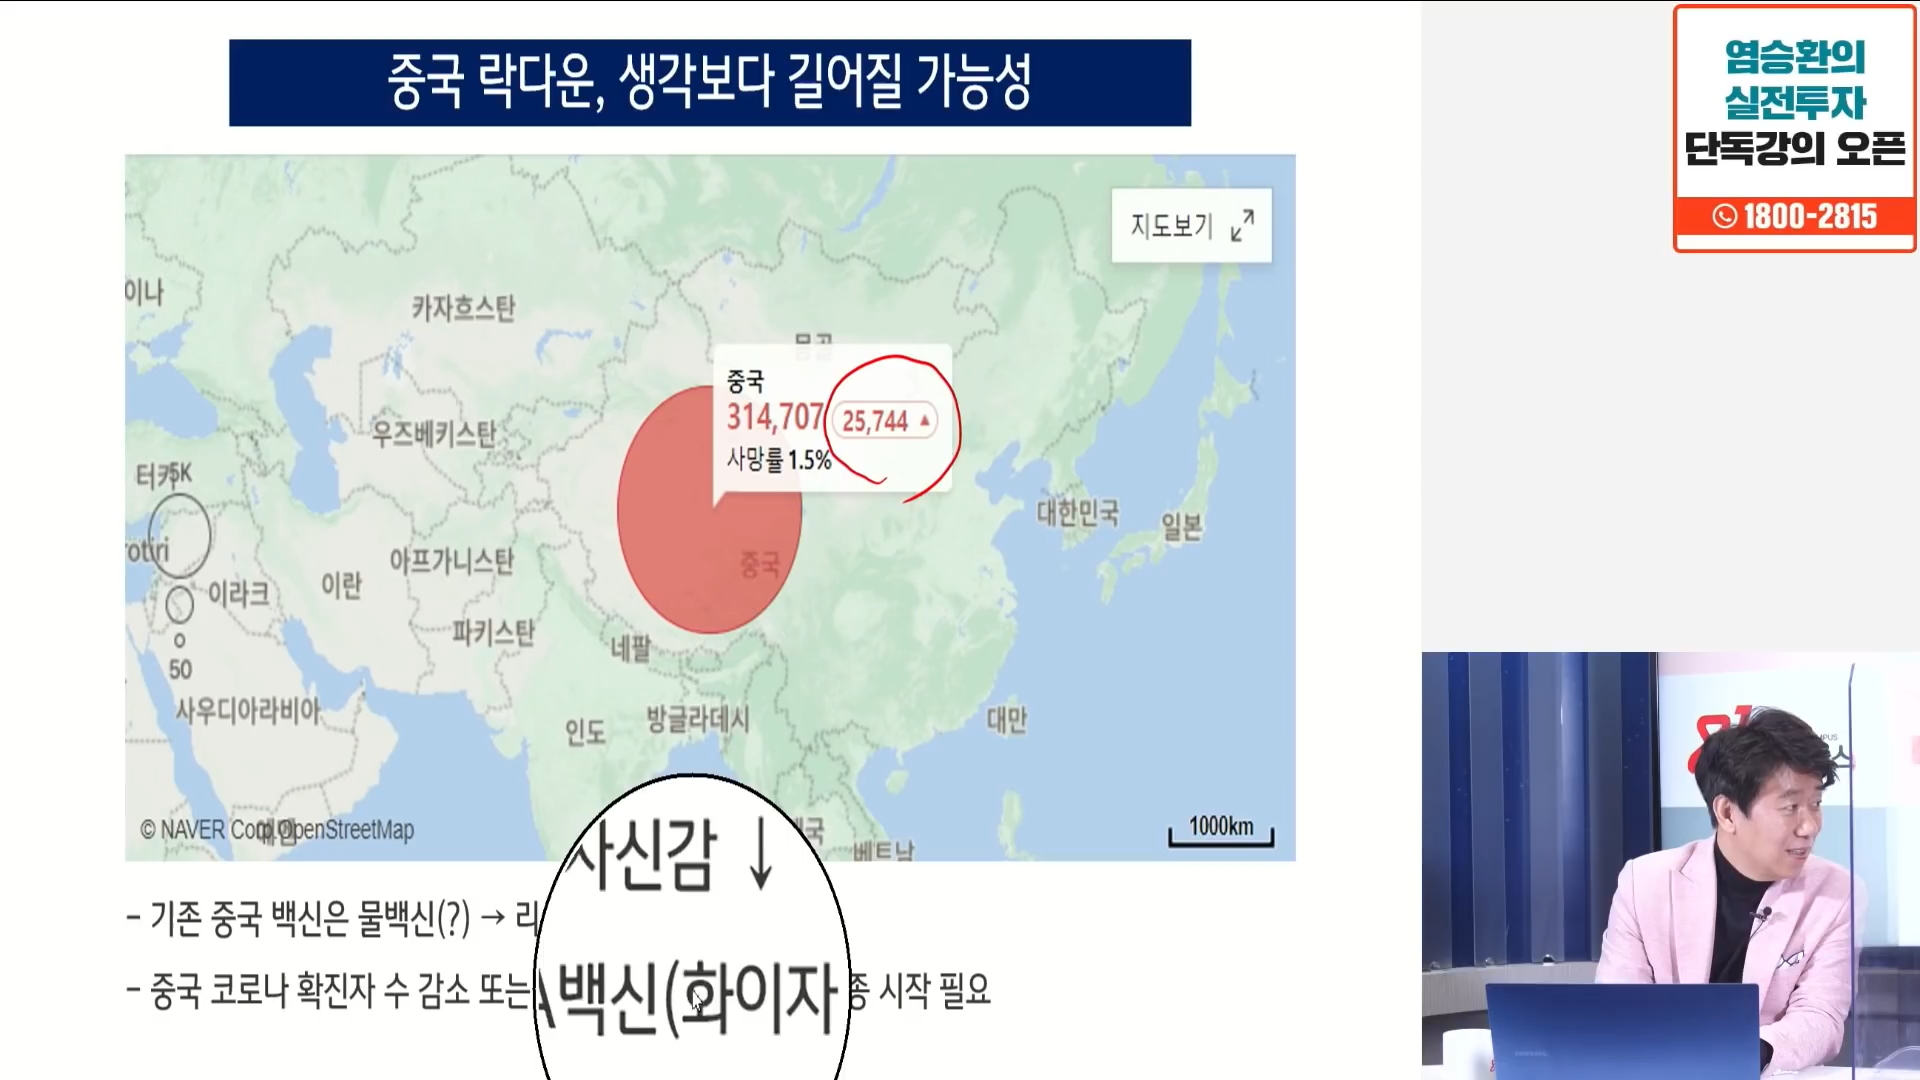 중국 락다운, 생각보다 길어질 가능성
염승환의
실전투자
단독강의 오픈
1800-2815
지도보기
이나
카자흐스탄
몽골
중국
314,707 25,744 ▲
사망률 1.5%
우즈베키스탄
터키
5K
대한민국
일본
아프가니스탄
이란
이라크
중국
파키스탄
네팔
50
사우디아라비아
인도
방글라데시
대만
© NAVER Corp. OpenStreetMap
예멘
베트남
1000km
자신감 ↓
- 기존 중국 백신은 물백신(?) → 리
백신(화이자
- 중국 코로나 확진자 수 감소 또는
종 시작 필요